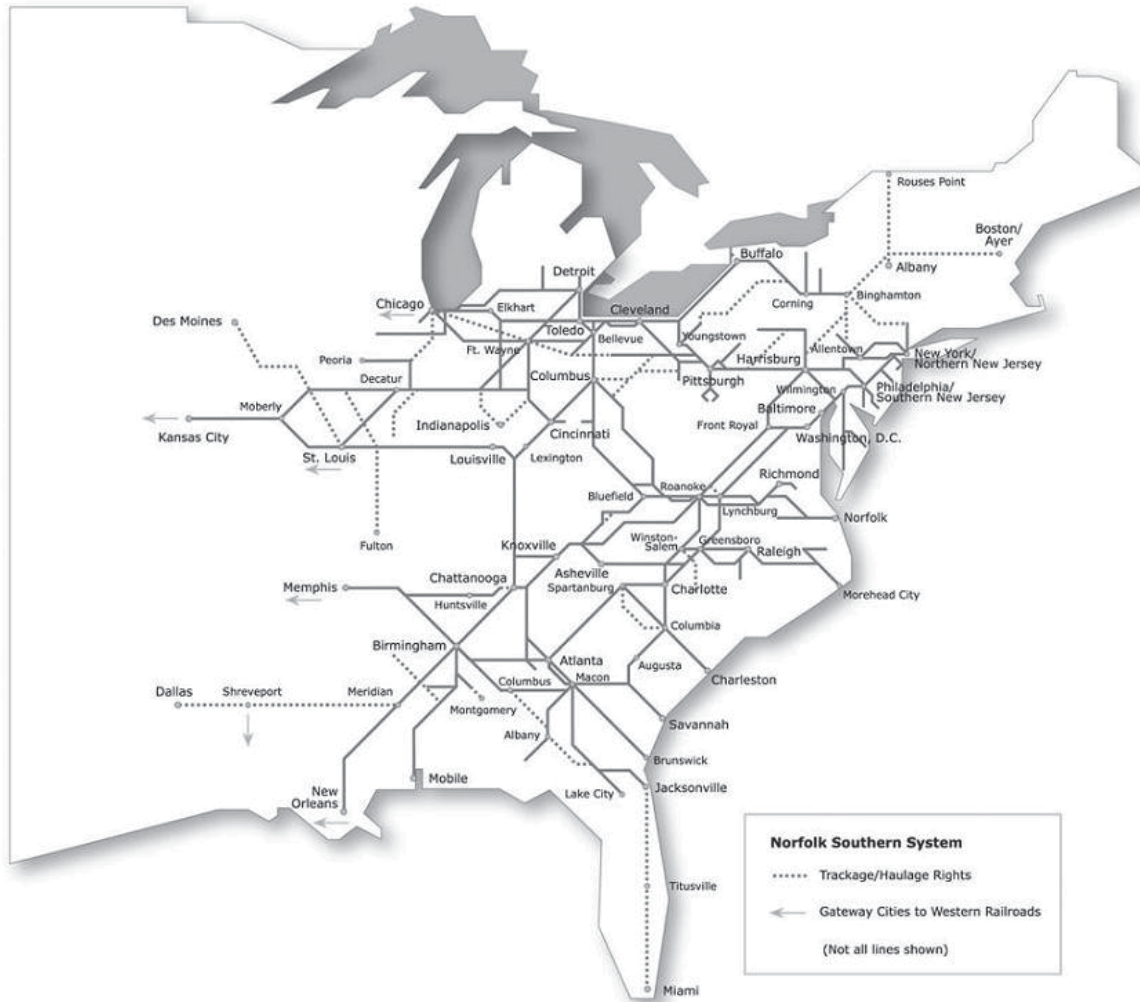 Rouses Point
Boston/
Ayer
Buffalo
Albany
Detroit
Chicago
Elkhart
Cleveland
Corning
Binghamton
Des Moines
Toledo
Bellevue
Youngstown
Peoria
Ft. Wayne
Harrisburg
Allentown
New York/
Northern New Jersey
Decatur
Columbus
Pittsburgh
Wilmington
Philadelphia/
Southern New Jersey
Moberly
Baltimore
Kansas City
Indianapolis
Cincinnati
Front Royal
Washington, D.C.
St. Louis
Louisville
Lexington
Richmond
Roanoke
Bluefield
Lynchburg
Norfolk
Fulton
Knoxville
Winston-
Salem
Greensboro
Raleigh
Memphis
Chattanooga
Asheville
Spartanburg
Charlotte
Morehead City
Huntsville
Columbia
Birmingham
Atlanta
Augusta
Charleston
Dallas
Shreveport
Meridian
Columbus
Macon
Montgomery
Savannah
Albany
Brunswick
Mobile
New
Orleans
Lake City
Jacksonville
Titusville
Miami
Norfolk Southern System
Trackage/Haulage Rights
Gateway Cities to Western Railroads
(Not all lines shown)